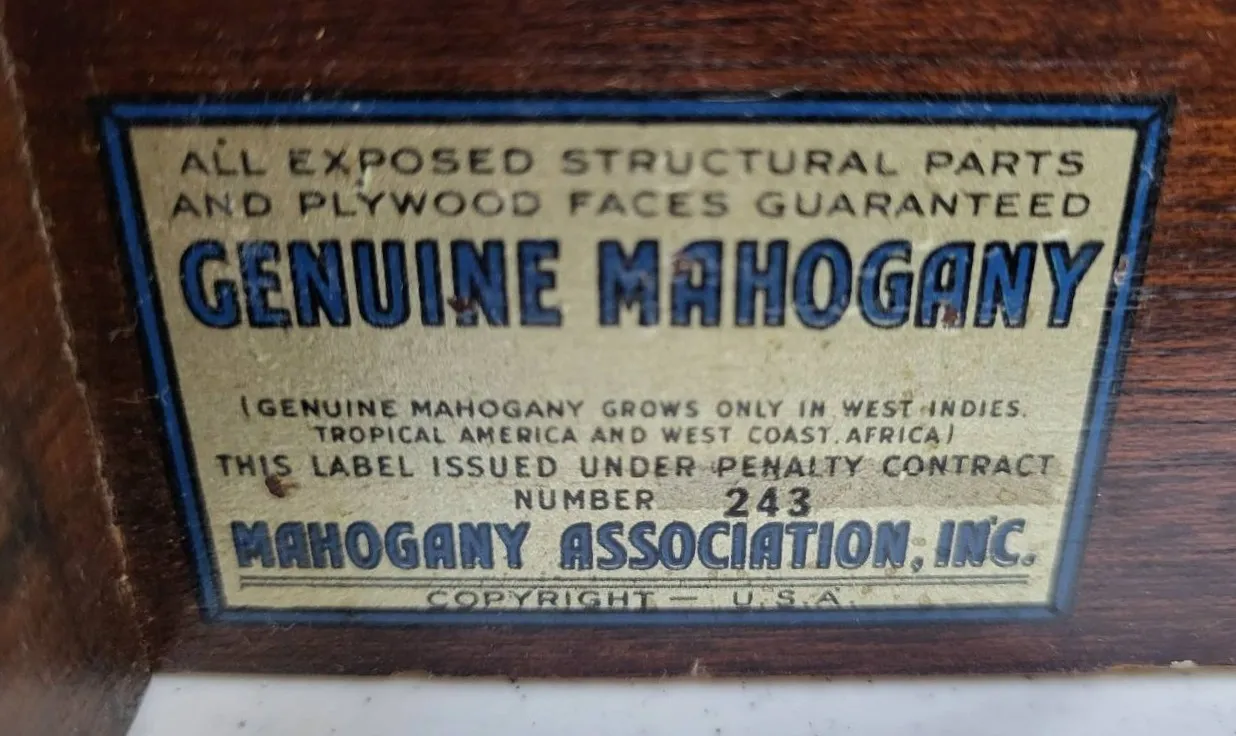 ALL EXPOSED STRUCTURAL PARTS
AND PLYWOOD FACES GUARANTEED
GENUINE MAHOGANY
(GENUINE MAHOGANY GROWS ONLY IN WEST INDIES.
TROPICAL AMERICA AND WEST COAST. AFRICA)
THIS LABEL ISSUED UNDER PENALTY CONTRACT
NUMBER 243
MAHOGANY ASSOCIATION, INC.
COPYRIGHT — U.S.A.